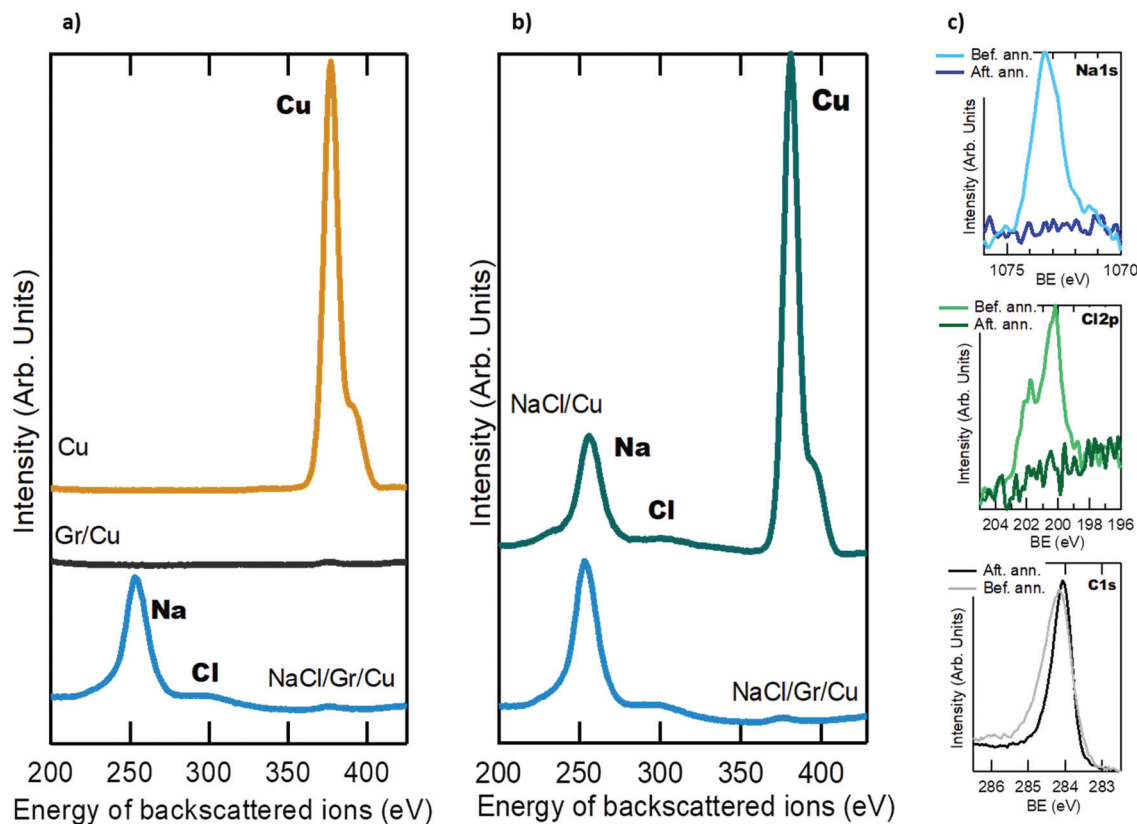 a)
Intensity (Arb. Units)
Cu
Cu
Gr/Cu
Na
Cl
NaCl/Gr/Cu
200 250 300 350 400
Energy of backscattered ions (eV)
b)
Intensity (Arb. Units)
Cu
NaCl/Cu
Na
Cl
NaCl/Gr/Cu
200 250 300 350 400
Energy of backscattered ions (eV)
c)
Bef. ann.
Aft. ann.
Na1s
Intensity (Arb. Units)
1075 1070
BE (eV)
Bef. ann.
Aft. ann.
Cl2p
Intensity (Arb. Units)
204 202 200 198 196
BE (eV)
Aft. ann.
Bef. ann.
C1s
Intensity (Arb. Units)
286 285 284 283
BE (eV)